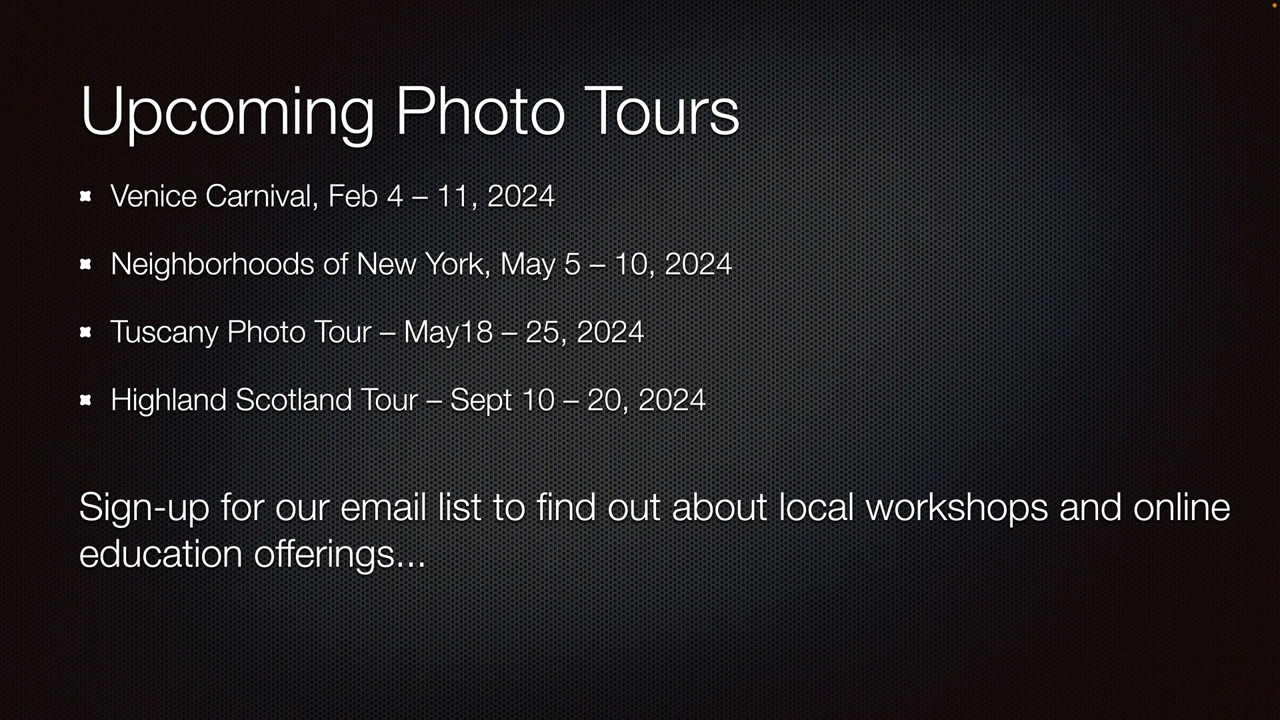 Upcoming Photo Tours
Venice Carnival, Feb 4 – 11, 2024
Neighborhoods of New York, May 5 – 10, 2024
Tuscany Photo Tour – May18 – 25, 2024
Highland Scotland Tour – Sept 10 – 20, 2024
Sign-up for our email list to find out about local workshops and online
education offerings...